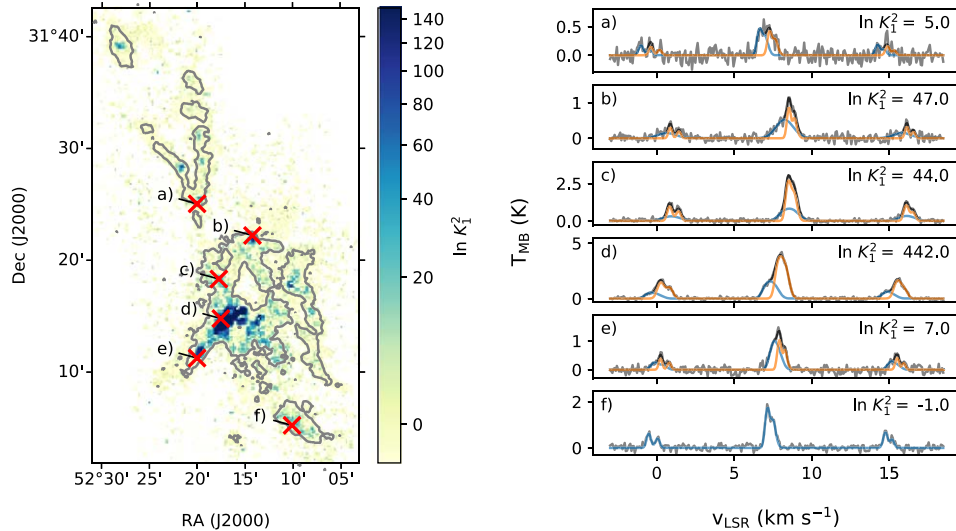 31°40'
30'
20'
10'
Dec (J2000)
52°30' 25' 20' 15' 10' 05'
RA (J2000)
a)
b)
c)
d)
e)
f)
140
120
100
80
60
40
20
0
ln K₁²
a) ln K₁² = 5.0
0.5
0.0
b) ln K₁² = 47.0
1
0
c) ln K₁² = 44.0
2.5
0.0
d) ln K₁² = 442.0
5
0
e) ln K₁² = 7.0
1
0
f) ln K₁² = -1.0
2
0
T_MB (K)
0 5 10 15
v_LSR (km s⁻¹)